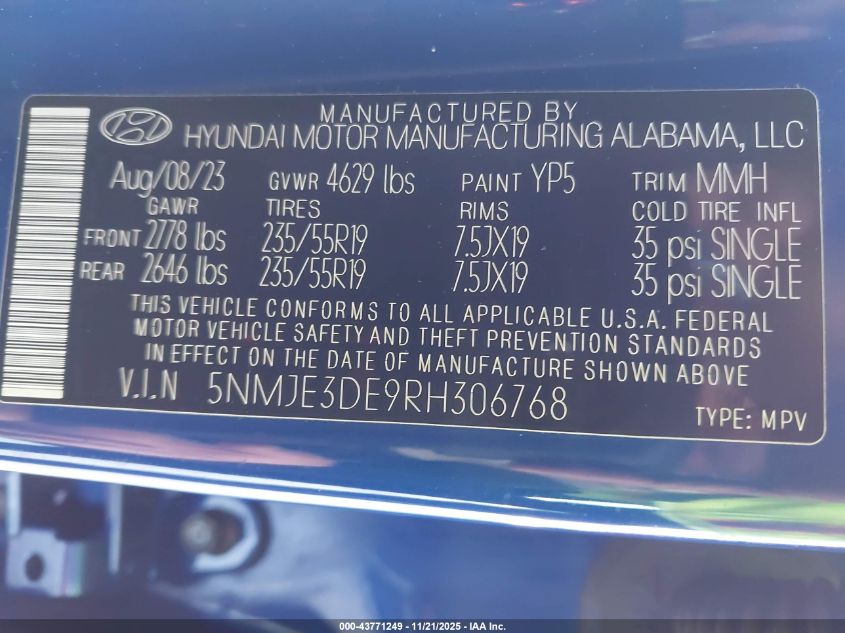 MANUFACTURED BY
HYUNDAI MOTOR MANUFACTURING ALABAMA, LLC
Aug/08/23 GVWR 4629 lbs PAINT YP5 TRIM MMH
GAWR TIRES RIMS COLD TIRE INFL
FRONT 2778 lbs 235/55R19 7.5JX19 35 psi SINGLE
REAR 2646 lbs 235/55R19 7.5JX19 35 psi SINGLE
THIS VEHICLE CONFORMS TO ALL APPLICABLE U.S.A. FEDERAL
MOTOR VEHICLE SAFETY AND THEFT PREVENTION STANDARDS
IN EFFECT ON THE DATE OF MANUFACTURE SHOWN ABOVE
V.I.N 5NMJE3DE9RH306768 TYPE: MPV
000-43771249 - 11/21/2025 - IAA Inc.